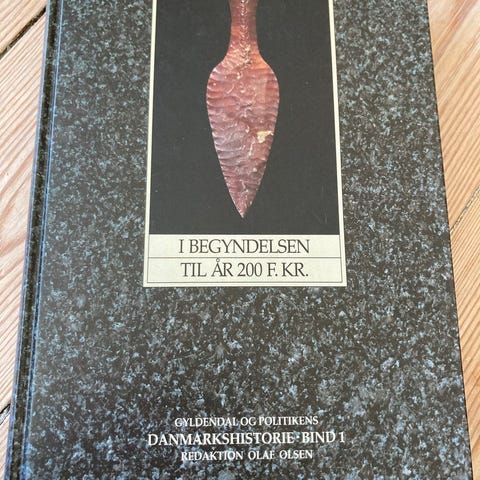 I BEGYNDELSEN
TIL ÅR 200 F. KR.
GYLDENDAL OG POLITIKENS
DANMARKSHISTORIE · BIND 1
REDAKTION OLAF OLSEN